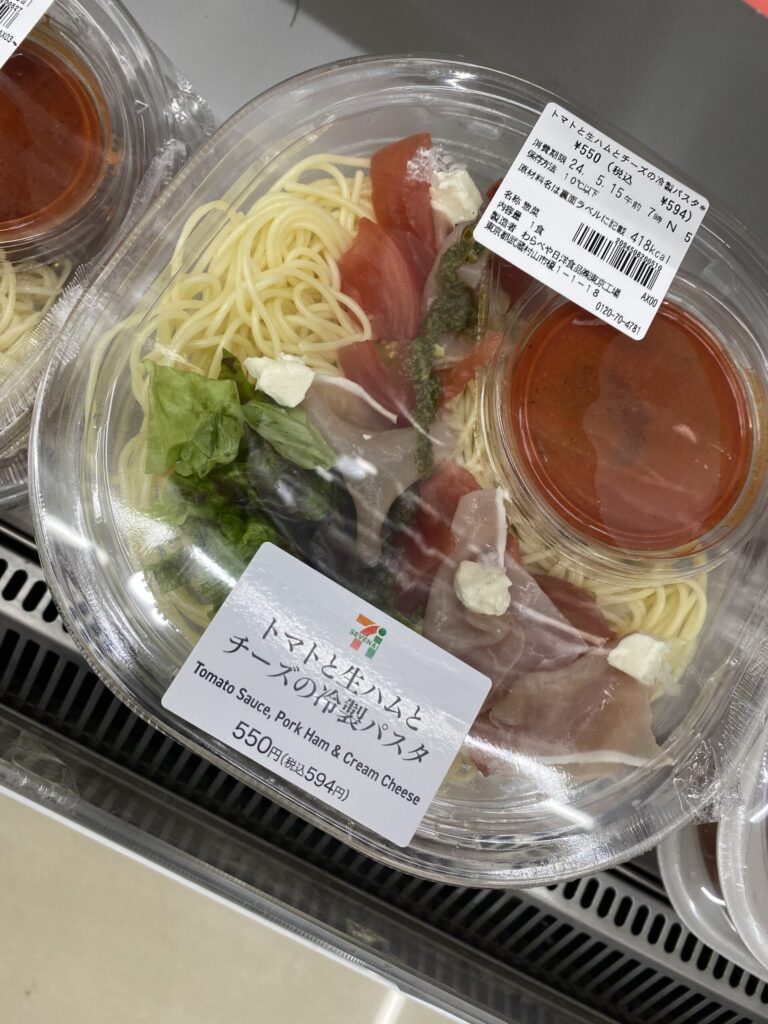 トマトと生ハムとチーズの冷製パスタ*
¥550 (税込 ¥594)
消費期限 24. 5.15午前 7時 N 5
保存方法 10℃以下
原材料名は裏面ラベルに記載 418kcal
名称 惣菜
内容量 1食
製造者 わらべや日洋食品㈱東京工場
東京都武蔵村山市榎1-1-18
AX00
0120-70-4781
トマトと生ハムと
チーズの冷製パスタ
Tomato Sauce, Pork Ham & Cream Cheese
550円(税込594円)
AX03